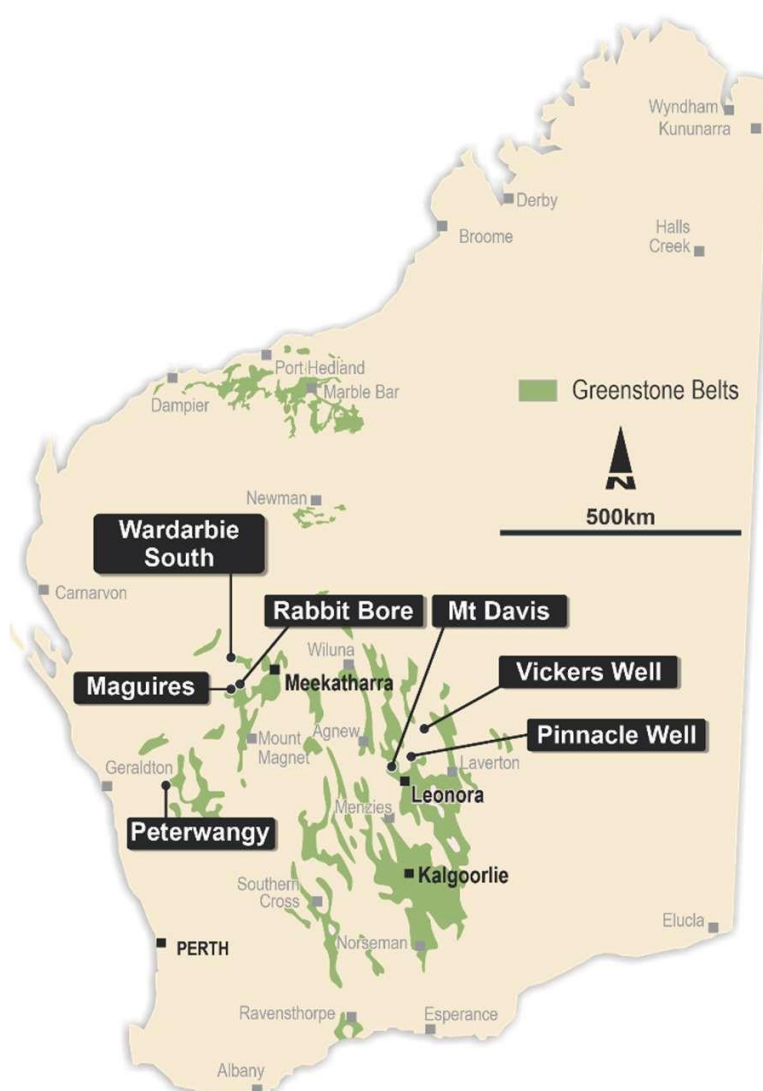 Wyndham
Kununarra
Derby
Broome
Halls
Creek
Port Hedland
Dampier
Marble Bar
Greenstone Belts
N
500km
Newman
Wardarbie
South
Carnarvon
Rabbit Bore
Mt Davis
Wiluna
Meekatharra
Vickers Well
Maguires
Mount
Magnet
Agnew
Pinnacle Well
Geraldton
Laverton
Leonora
Menzies
Peterwangy
Kalgoorlie
Southern
Cross
Elucla
PERTH
Norseman
Ravensthorpe
Esperance
Albany